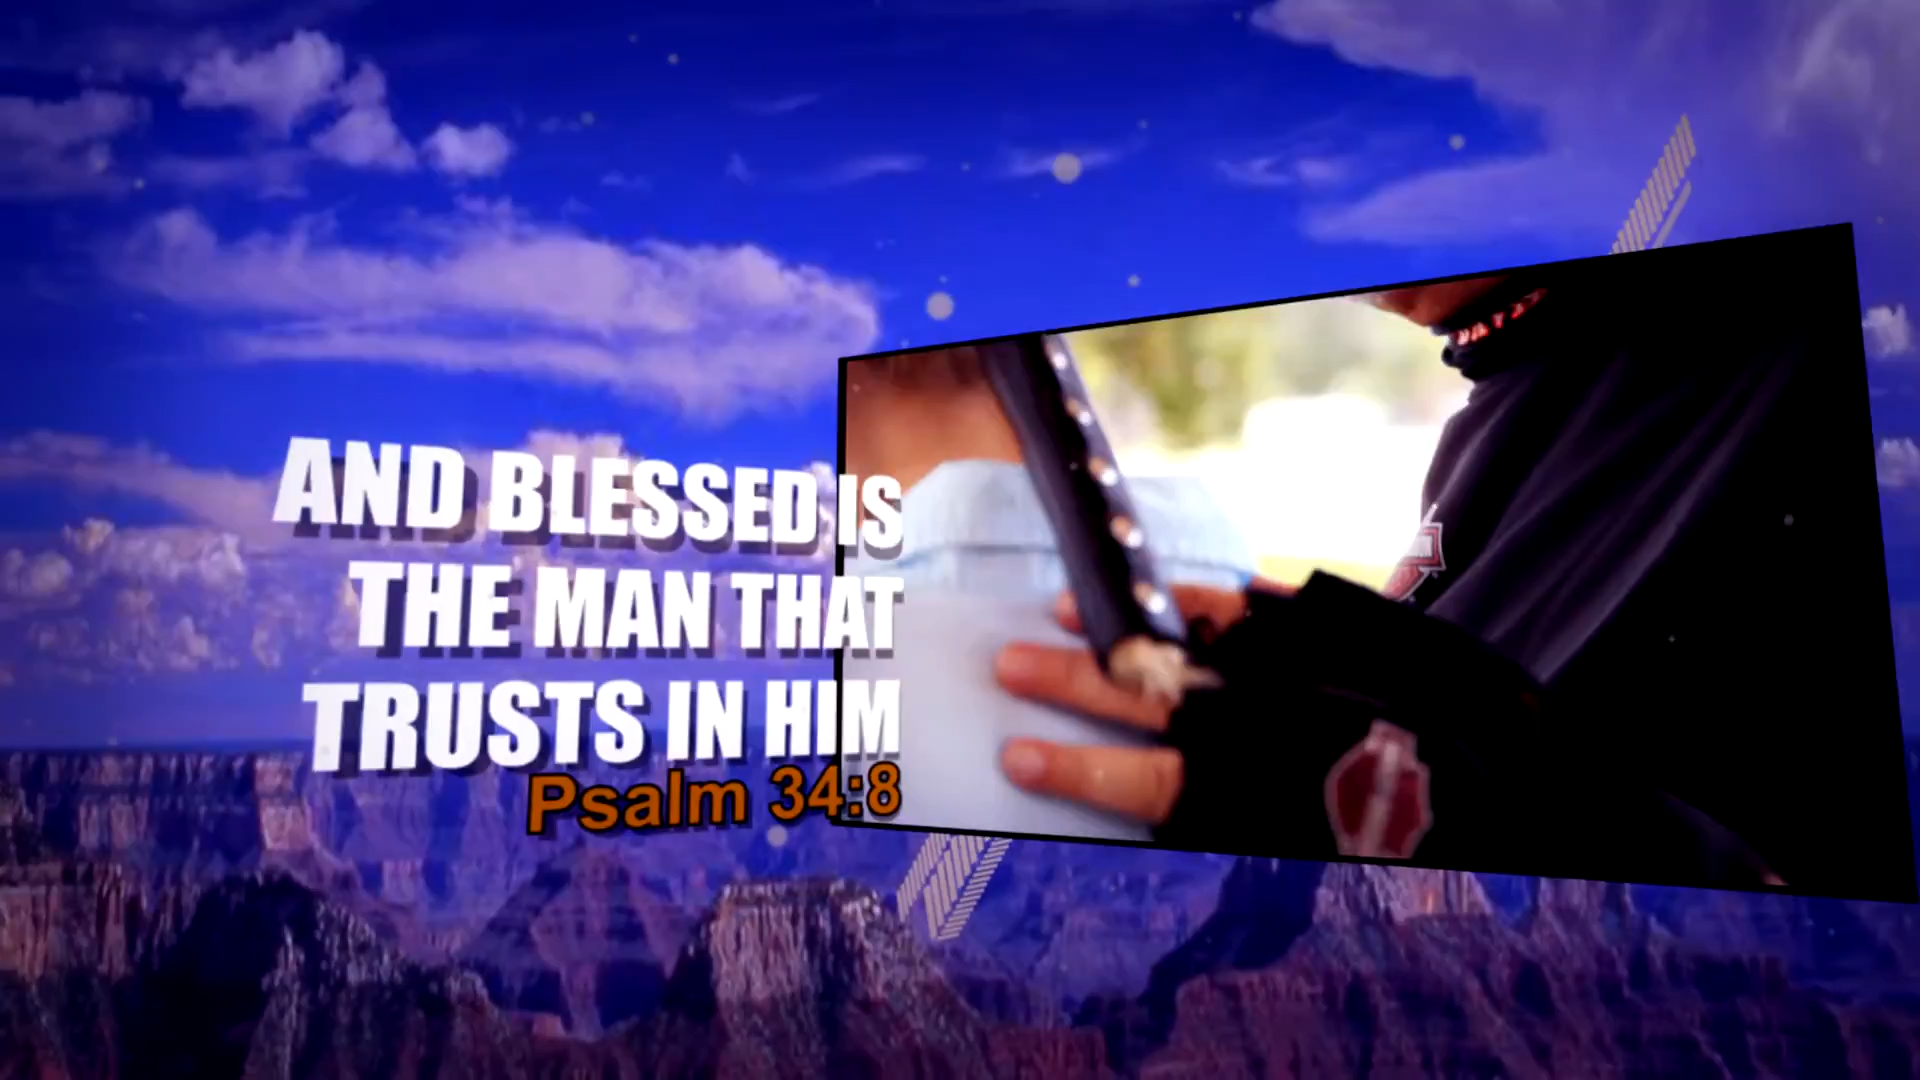 AND BLESSED IS
THE MAN THAT
TRUSTS IN HIM
Psalm 34:8